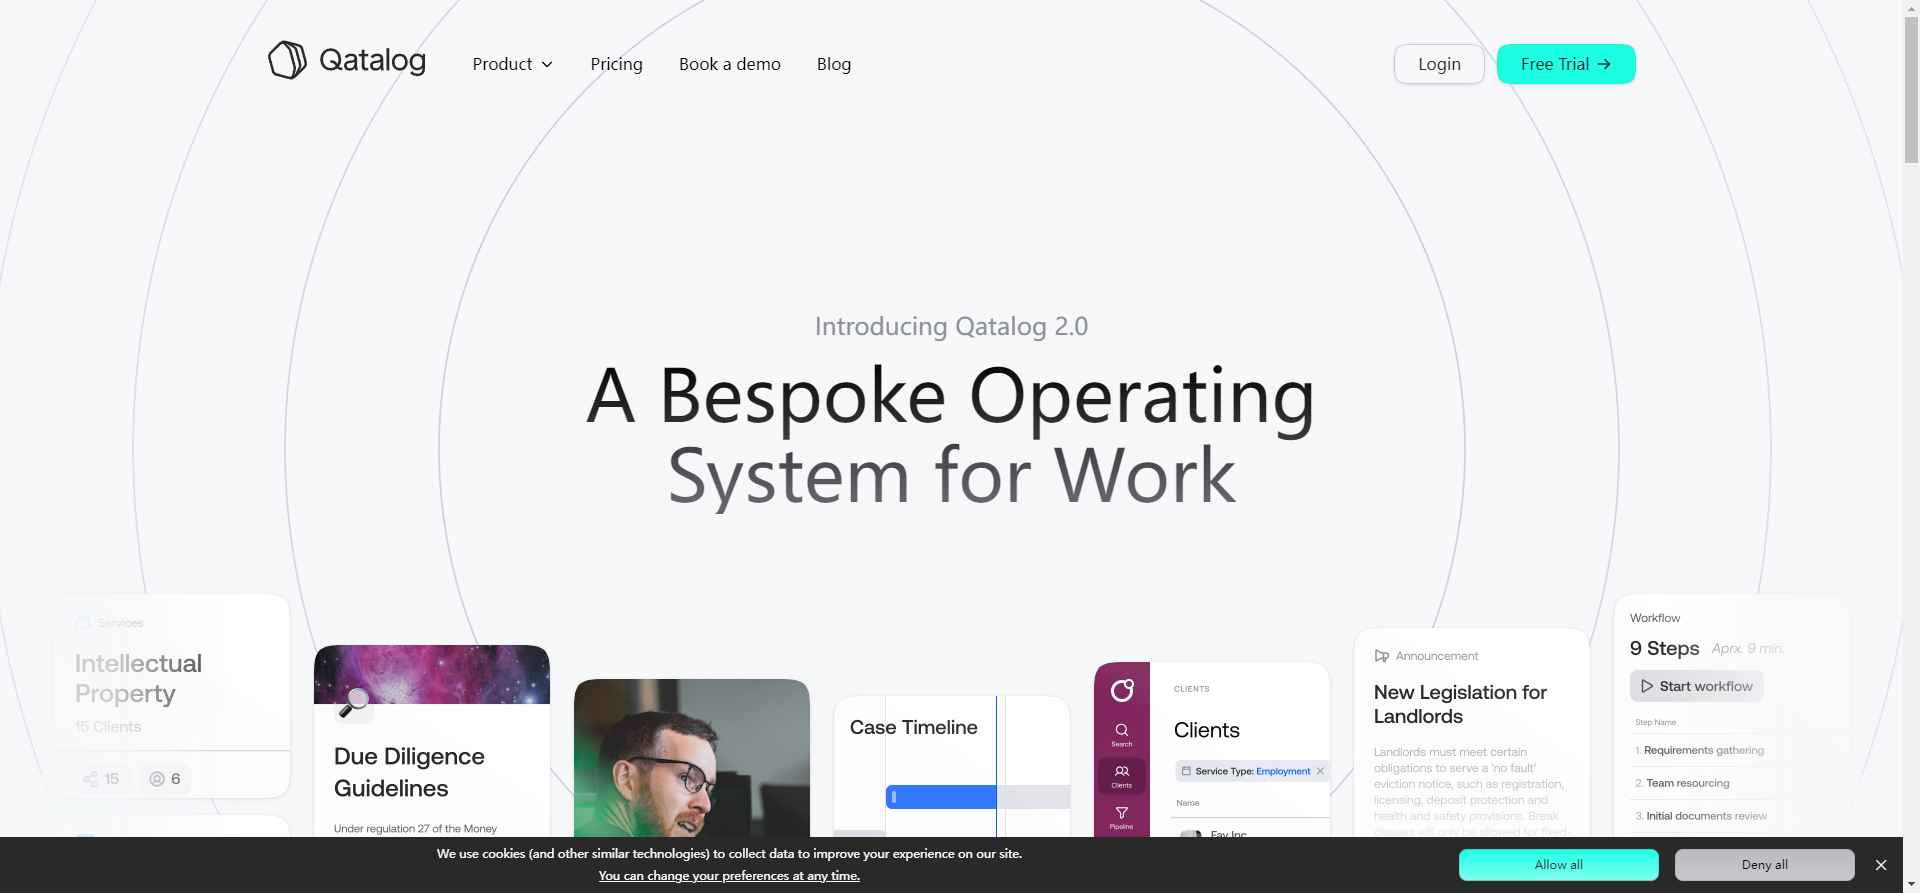 Qatalog
Product
Pricing
Book a demo
Blog
Login
Free Trial →
Introducing Qatalog 2.0
A Bespoke Operating
System for Work
Services
Intellectual
Property
15 Clients
15
6
Due Diligence
Guidelines
Under regulation 27 of the Money
Case Timeline
Search
Clients
Pipeline
CLIENTS
Clients
Service Type: Employment
Name
Fay Inc
Announcement
New Legislation for
Landlords
Landlords must meet certain
obligations to serve a 'no fault'
eviction notice, such as registration,
licensing, deposit protection and
health and safety provisions. Break
Workflow
9 Steps Aprx. 9 min.
Start workflow
Step Name
1. Requirements gathering
2. Team resourcing
3. Initial documents review
We use cookies (and other similar technologies) to collect data to improve your experience on our site.
You can change your preferences at any time.
Allow all
Deny all